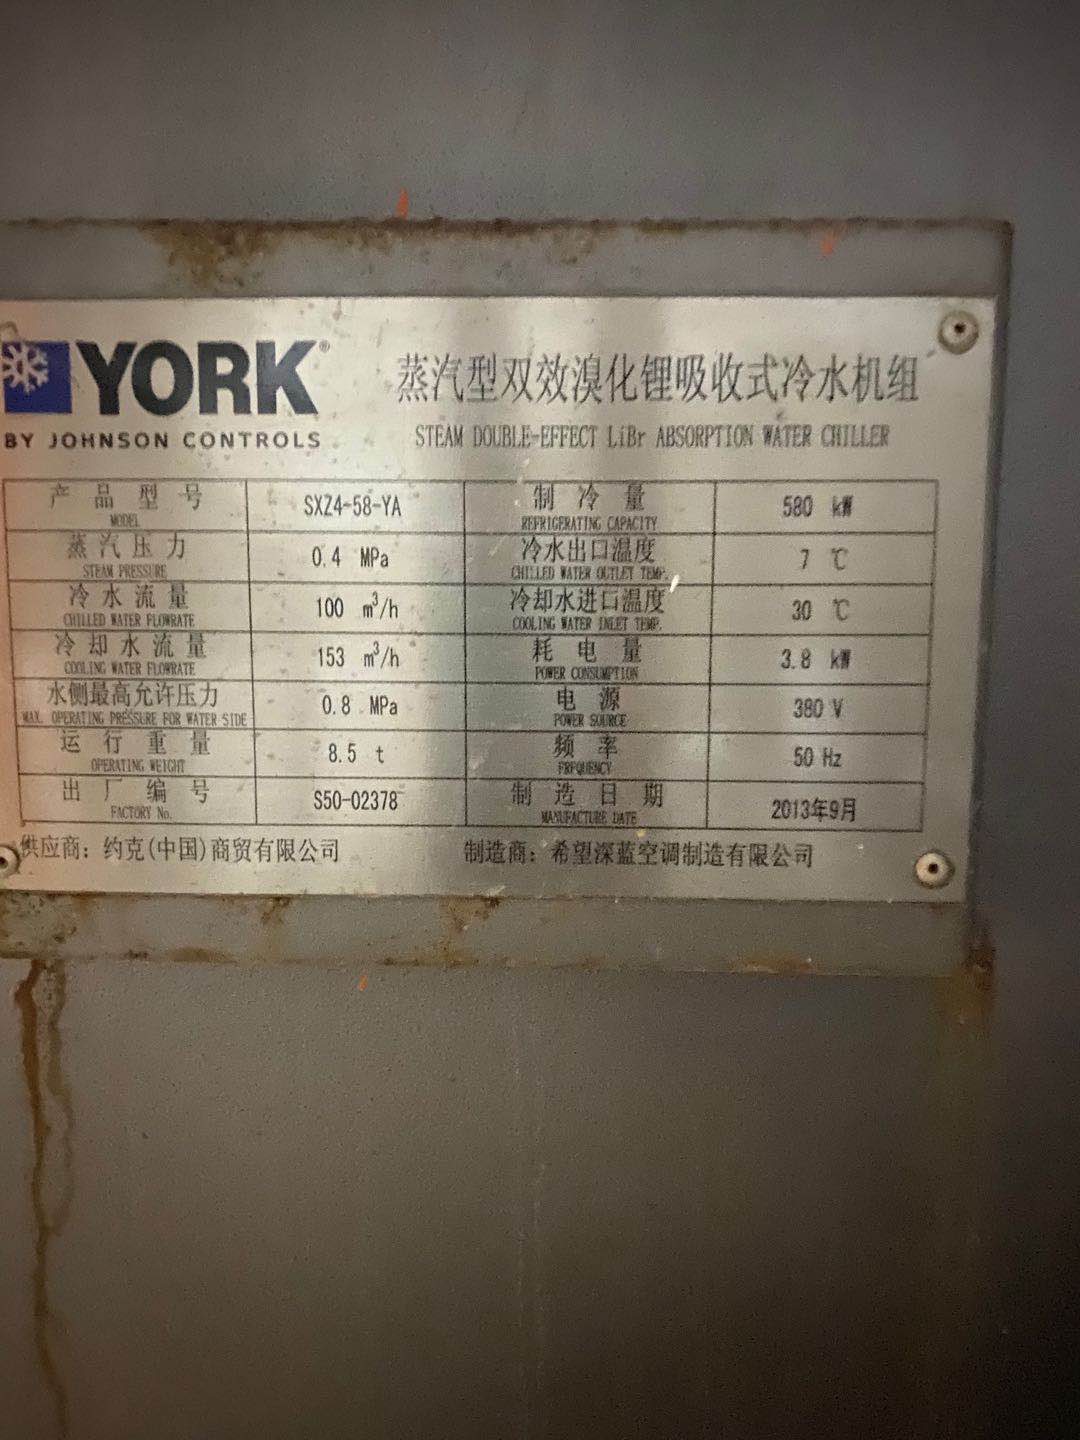 YORK®
BY JOHNSON CONTROLS
蒸汽型双效溴化锂吸收式冷水机组
STEAM DOUBLE-EFFECT LiBr ABSORPTION WATER CHILLER
产品型号 SXZ4-58-YA 制冷量 580 kW
MODEL REFRIGERATING CAPACITY
蒸汽压力 0.4 MPa 冷水出口温度 7 ℃
STEAM PRESSURE CHILLED WATER OUTLET TEMP.
冷水流量 100 m³/h 冷却水进口温度 30 ℃
CHILLED WATER FLOWRATE COOLING WATER INLET TEMP.
冷却水流量 153 m³/h 耗电量 3.8 kW
COOLING WATER FLOWRATE POWER CONSUMPTION
水侧最高允许压力 0.8 MPa 电源 380 V
MAX. OPERATING PRESSURE FOR WATER SIDE POWER SOURCE
运行重量 8.5 t 频率 50 Hz
OPERATING WEIGHT FRFQUENCY
出厂编号 S50-02378 制造日期 2013年9月
FACTORY No. MANUFACTURE DATE
供应商：约克(中国)商贸有限公司 制造商：希望深蓝空调制造有限公司